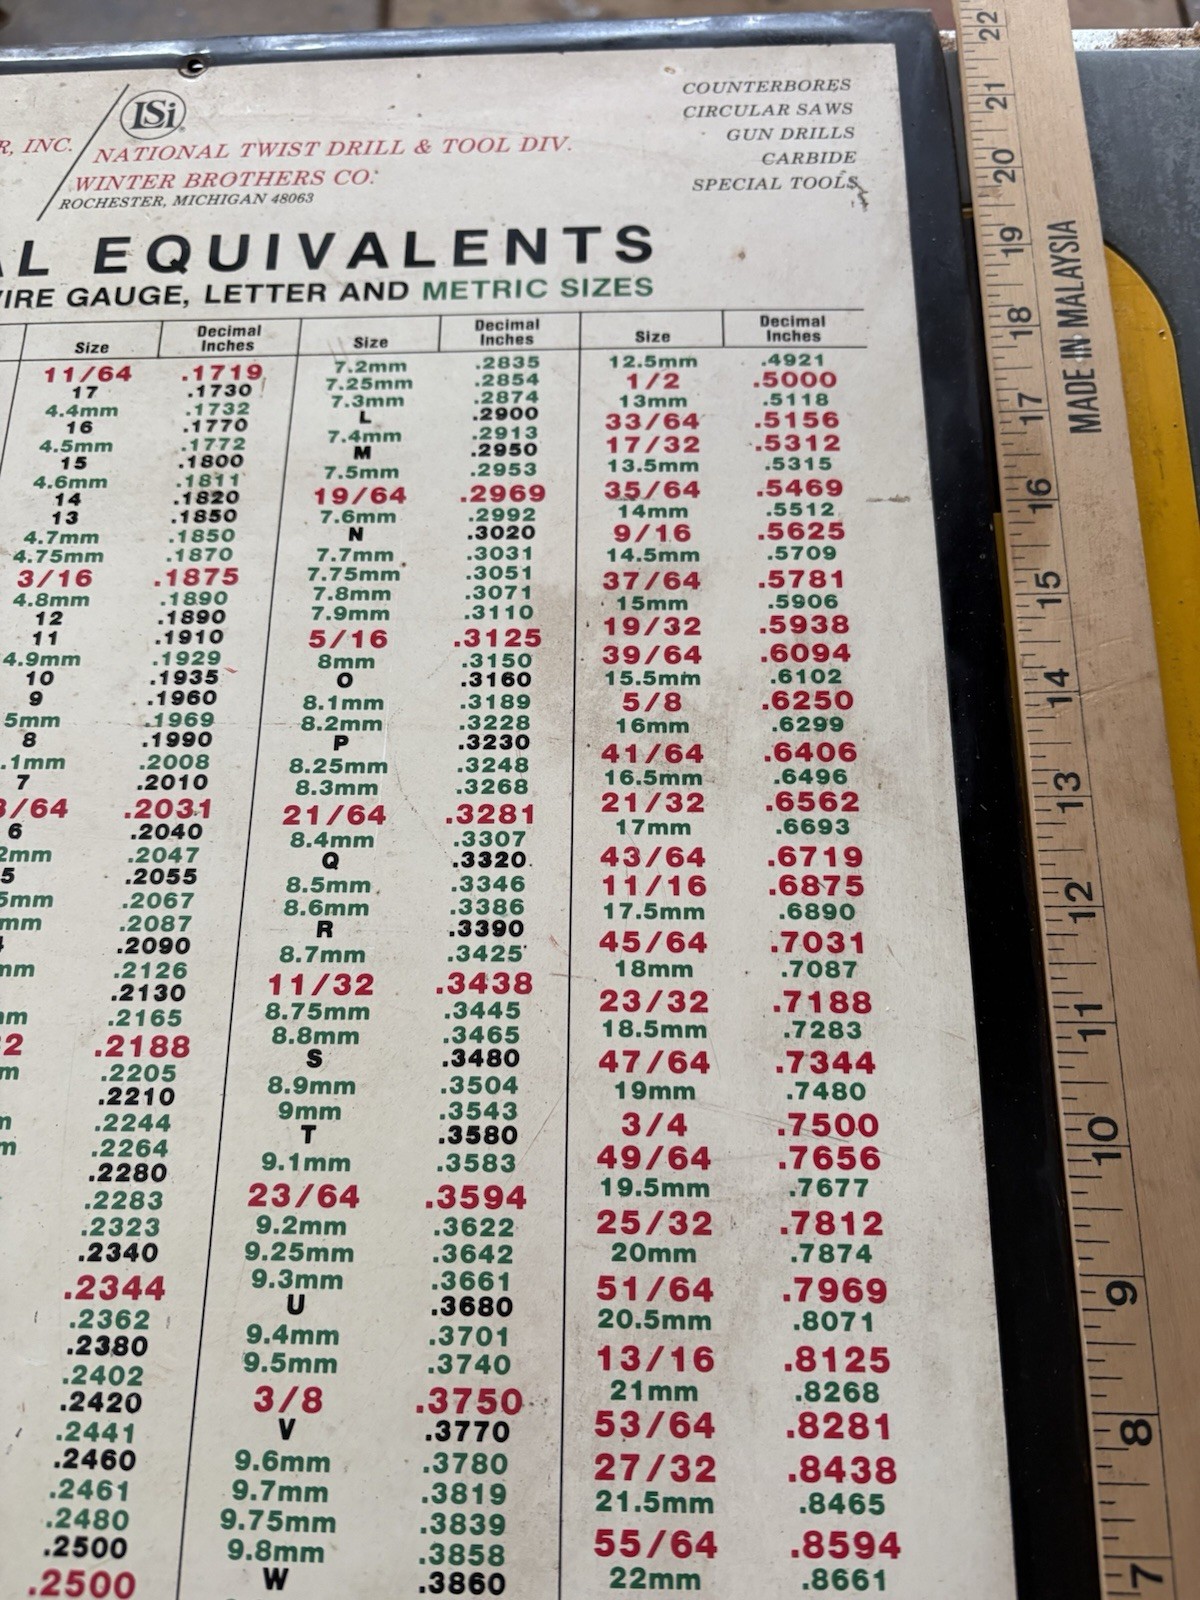 R, INC.
LSi
NATIONAL TWIST DRILL & TOOL DIV.
WINTER BROTHERS CO.
ROCHESTER, MICHIGAN 48063
COUNTERBORES
CIRCULAR SAWS
GUN DRILLS
CARBIDE
SPECIAL TOOLS
AL EQUIVALENTS
WIRE GAUGE, LETTER AND METRIC SIZES
Size Decimal Inches
11/64 .1719
17 .1730
4.4mm .1732
16 .1770
4.5mm .1772
15 .1800
4.6mm .1811
14 .1820
13 .1850
4.7mm .1850
4.75mm .1870
3/16 .1875
4.8mm .1890
12 .1890
11 .1910
4.9mm .1929
10 .1935
9 .1960
5mm .1969
8 .1990
.1mm .2008
7 .2010
3/64 .2031
6 .2040
2mm .2047
5 .2055
5mm .2067
mm .2087
.2090
mm .2126
.2130
m .2165
2 .2188
m .2205
.2210
m .2244
m .2264
.2280
.2283
.2323
.2340
.2344
.2362
.2380
.2402
.2420
.2441
.2460
.2461
.2480
.2500
.2500
Size Decimal Inches
7.2mm .2835
7.25mm .2854
7.3mm .2874
L .2900
7.4mm .2913
M .2950
7.5mm .2953
19/64 .2969
7.6mm .2992
N .3020
7.7mm .3031
7.75mm .3051
7.8mm .3071
7.9mm .3110
5/16 .3125
8mm .3150
O .3160
8.1mm .3189
8.2mm .3228
P .3230
8.25mm .3248
8.3mm .3268
21/64 .3281
8.4mm .3307
Q .3320
8.5mm .3346
8.6mm .3386
R .3390
8.7mm .3425
11/32 .3438
8.75mm .3445
8.8mm .3465
S .3480
8.9mm .3504
9mm .3543
T .3580
9.1mm .3583
23/64 .3594
9.2mm .3622
9.25mm .3642
9.3mm .3661
U .3680
9.4mm .3701
9.5mm .3740
3/8 .3750
V .3770
9.6mm .3780
9.7mm .3819
9.75mm .3839
9.8mm .3858
W .3860
Size Decimal Inches
12.5mm .4921
1/2 .5000
13mm .5118
33/64 .5156
17/32 .5312
13.5mm .5315
35/64 .5469
14mm .5512
9/16 .5625
14.5mm .5709
37/64 .5781
15mm .5906
19/32 .5938
39/64 .6094
15.5mm .6102
5/8 .6250
16mm .6299
41/64 .6406
16.5mm .6496
21/32 .6562
17mm .6693
43/64 .6719
11/16 .6875
17.5mm .6890
45/64 .7031
18mm .7087
23/32 .7188
18.5mm .7283
47/64 .7344
19mm .7480
3/4 .7500
49/64 .7656
19.5mm .7677
25/32 .7812
20mm .7874
51/64 .7969
20.5mm .8071
13/16 .8125
21mm .8268
53/64 .8281
27/32 .8438
21.5mm .8465
55/64 .8594
22mm .8661
22
21
20
19
18
17
16
15
14
13
12
11
10
9
8
7
MADE IN MALAYSIA